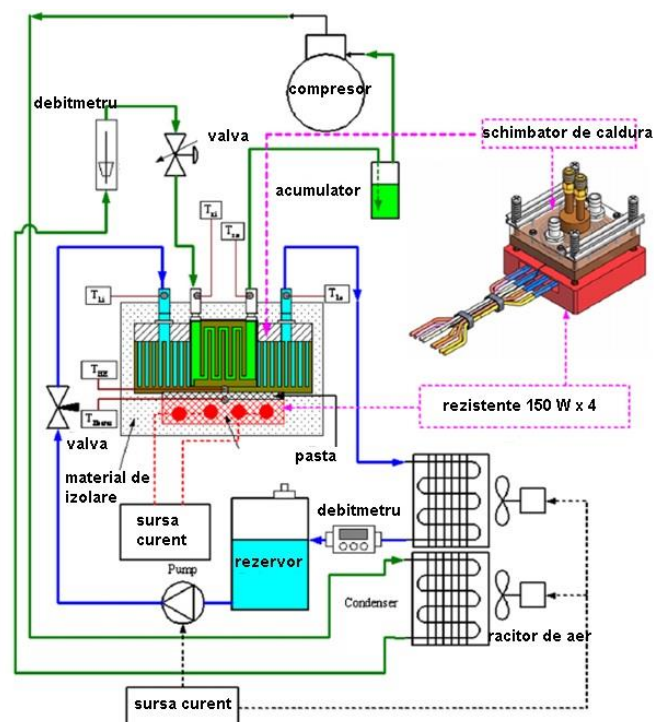 compresor
debitmetru
valva
schimbator de caldura
acumulator
rezistente 150 W x 4
valva
pasta
material de
izolare
sursa
curent
debitmetru
rezervor
Pump
Condenser
racitor de aer
sursa curent